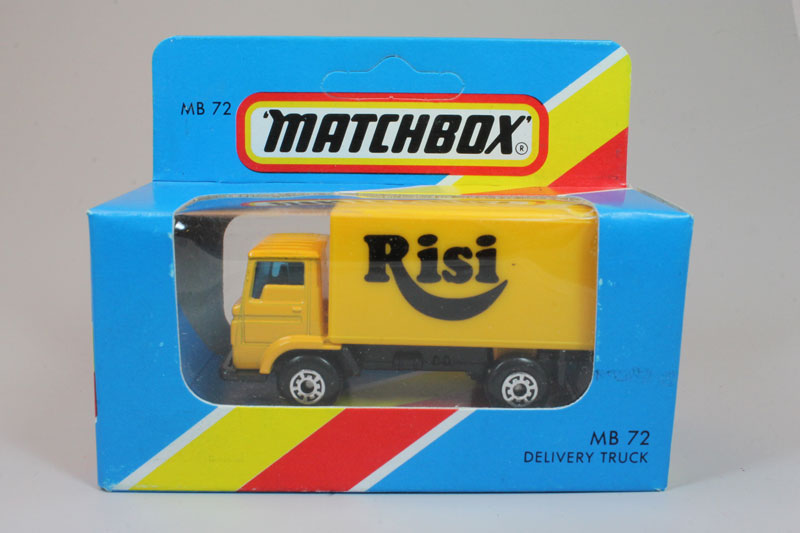 MB 72
"MATCHBOX"
®
Risi
MB 72
DELIVERY TRUCK